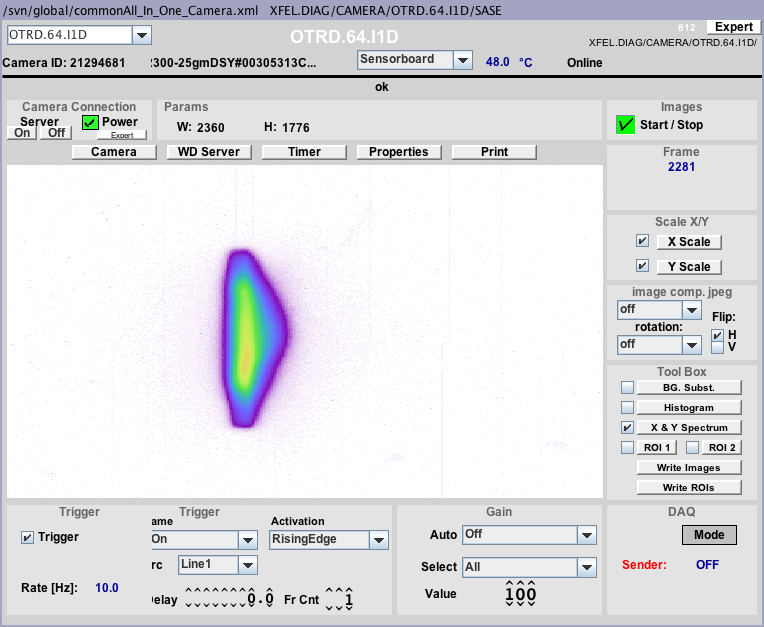 /svn/global/commonAll_In_One_Camera.xml XFEL.DIAG/CAMERA/OTRD.64.I1D/SASE
OTRD.64.I1D
OTRD.64.I1D
812
Expert
XFEL.DIAG/CAMERA/OTRD.64.I1D/
Camera ID: 21294681
2300-25gmDSY#00305313C...
Sensorboard
48.0 °C
Online
ok
Camera Connection
Server
Power
On
Off
Expert
Params
W: 2360
H: 1776
Images
Start / Stop
Camera
WD Server
Timer
Properties
Print
Frame
2281
Scale X/Y
X Scale
Y Scale
image comp. jpeg
off
Flip:
rotation:
H
off
V
Tool Box
BG. Subst.
Histogram
X & Y Spectrum
ROI 1
ROI 2
Write Images
Write ROIs
Trigger
Trigger
Rate [Hz]: 10.0
Trigger
ame
Activation
On
RisingEdge
rc
Line1
Delay
0.0
Fr Cnt
1
Gain
Auto
Off
Select
All
Value
100
DAQ
Mode
Sender:
OFF